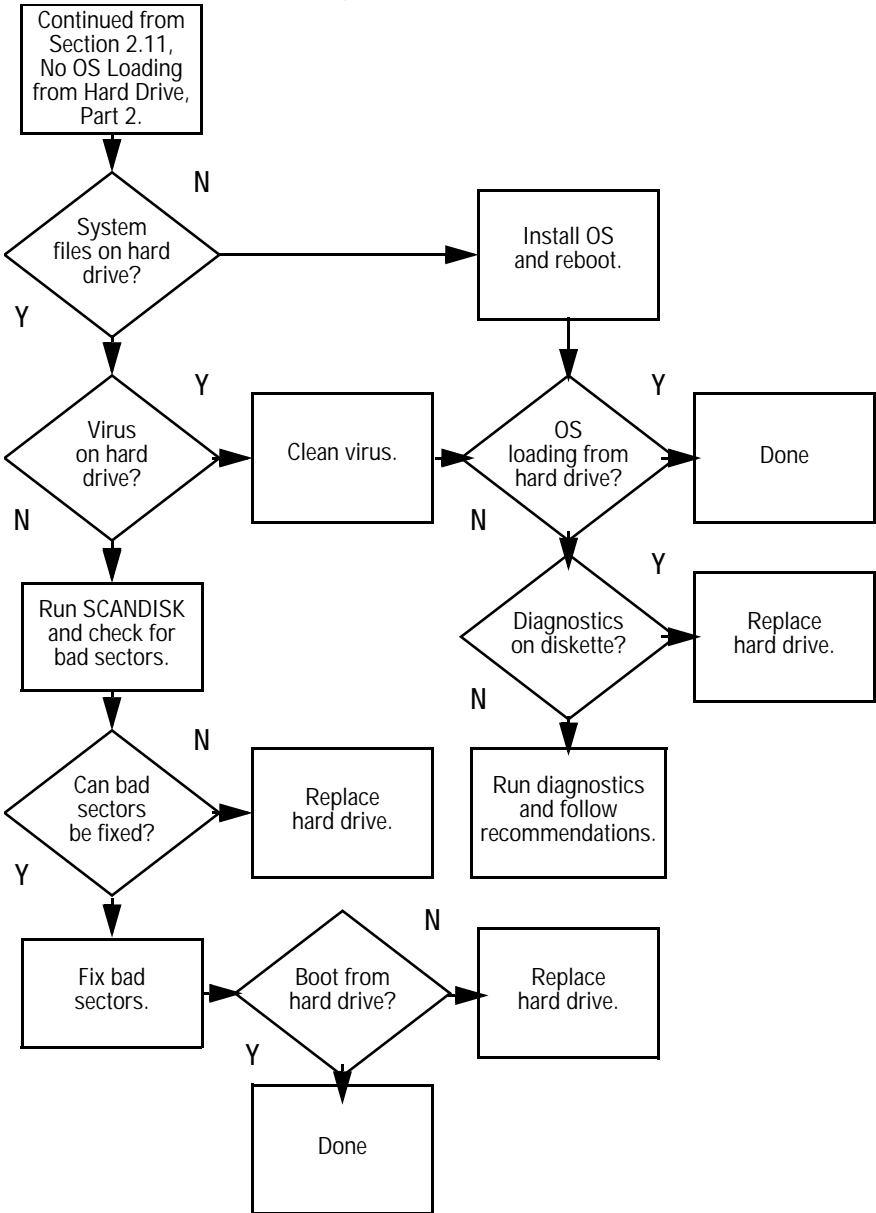 Continued from
Section 2.11,
No OS Loading
from Hard Drive,
Part 2.
N
System
files on hard
drive?
Install OS
and reboot.
Y
Y
Y
Virus
on hard
drive?
Clean virus.
OS
loading from
hard drive?
Done
N
N
Y
Run SCANDISK
and check for
bad sectors.
Diagnostics
on diskette?
Replace
hard drive.
N
N
Can bad
sectors
be fixed?
Replace
hard drive.
Run diagnostics
and follow
recommendations.
Y
N
Fix bad
sectors.
Boot from
hard drive?
Replace
hard drive.
Y
Done